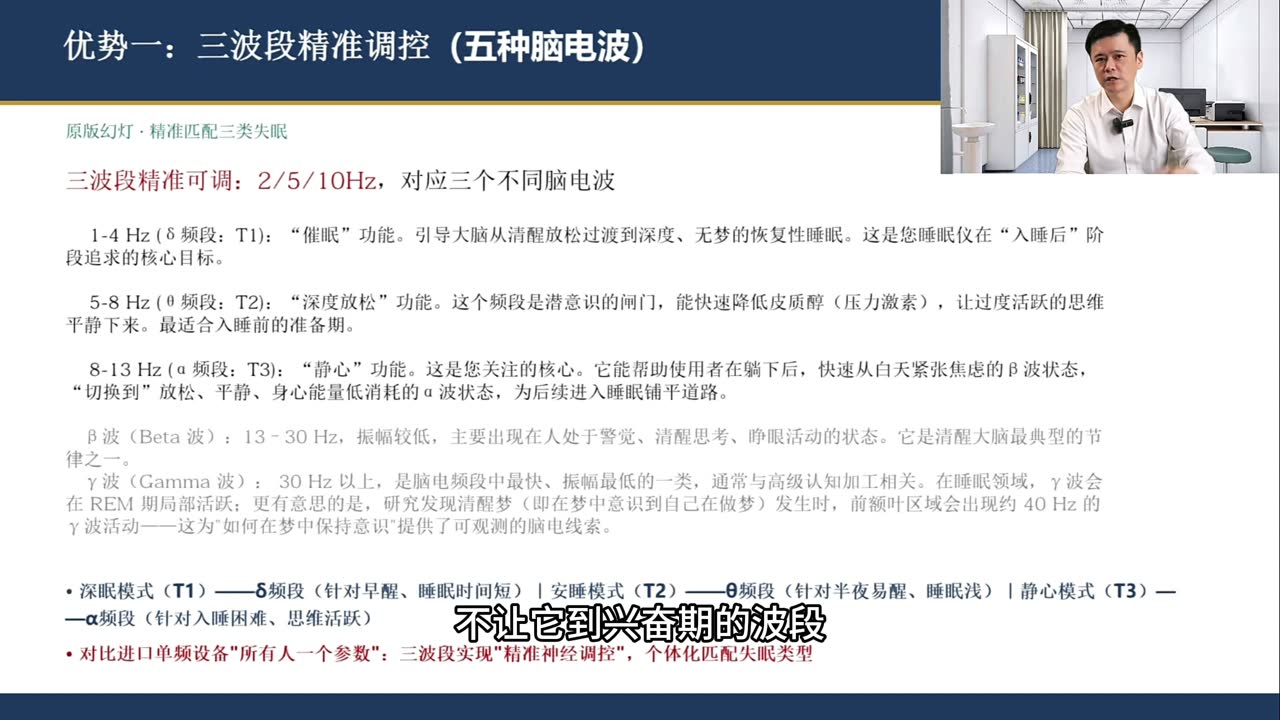 优势一：三波段精准调控（五种脑电波）
原版幻灯 · 精准匹配三类失眠
三波段精准可调：2/5/10Hz，对应三个不同脑电波
1-4 Hz (δ 频段：T1)：“催眠”功能。引导大脑从清醒放松过渡到深度、无梦的恢复性睡眠。这是您睡眠仪在“入睡后”阶
段追求的核心目标。
5-8 Hz (θ 频段：T2)：“深度放松”功能。这个频段是潜意识的闸门，能快速降低皮质醇（压力激素），让过度活跃的思维
平静下来。最适合入睡前的准备期。
8-13 Hz (α 频段：T3)：“静心”功能。这是您关注的核心。它能帮助使用者在躺下后，快速从白天紧张焦虑的β波状态，
“切换到”放松、平静、身心能量低消耗的α波状态，为后续进入睡眠铺平道路。
β波（Beta 波）：13–30 Hz，振幅较低，主要出现在人处于警觉、清醒思考、睁眼活动的状态。它是清醒大脑最典型的节
律之一。
γ波（Gamma 波）： 30 Hz 以上，是脑电频段中最快、振幅最低的一类，通常与高级认知加工相关。在睡眠领域，γ波会
在 REM 期局部活跃；更有意思的是，研究发现清醒梦（即在梦中意识到自己在做梦）发生时，前额叶区域会出现约 40 Hz 的
γ波活动——这为"如何在梦中保持意识"提供了可观测的脑电线索。
• 深眠模式（T1）——δ频段（针对早醒、睡眠时间短）｜安睡模式（T2）——θ频段（针对半夜易醒、睡眠浅）｜静心模式（T3）—
—α频段（针对入睡困难、思维活跃）
不让它到兴奋期的波段
• 对比进口单频设备"所有人一个参数"：三波段实现"精准神经调控"，个体化匹配失眠类型